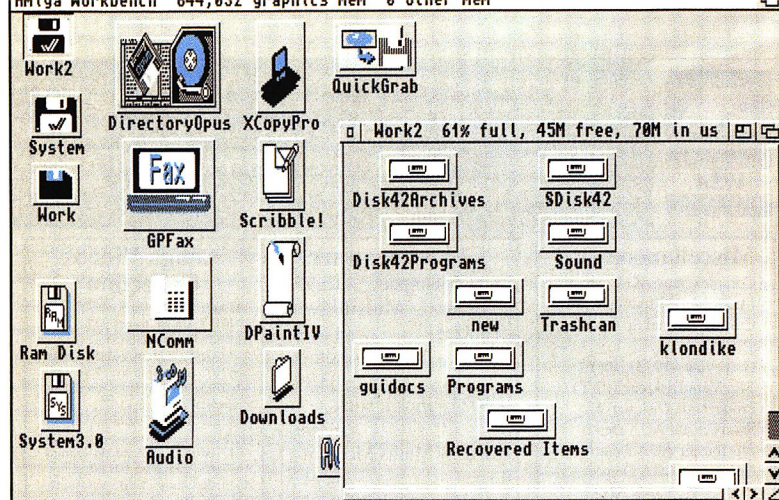 Amiga Workbench 644,032 graphics mem 0 other mem
Work2
DirectoryOpus
XCopyPro
QuickGrab
System
Work2 61% full, 45M free, 70M in us
Fax
Work
GPFax
Scribble!
Disk42Archives
SDisk42
Disk42Programs
Sound
RAM
Ram Disk
NComm
DPaintIV
new
Trashcan
klondike
guidocs
Programs
Sys
System3.0
Audio
Downloads
Recovered Items